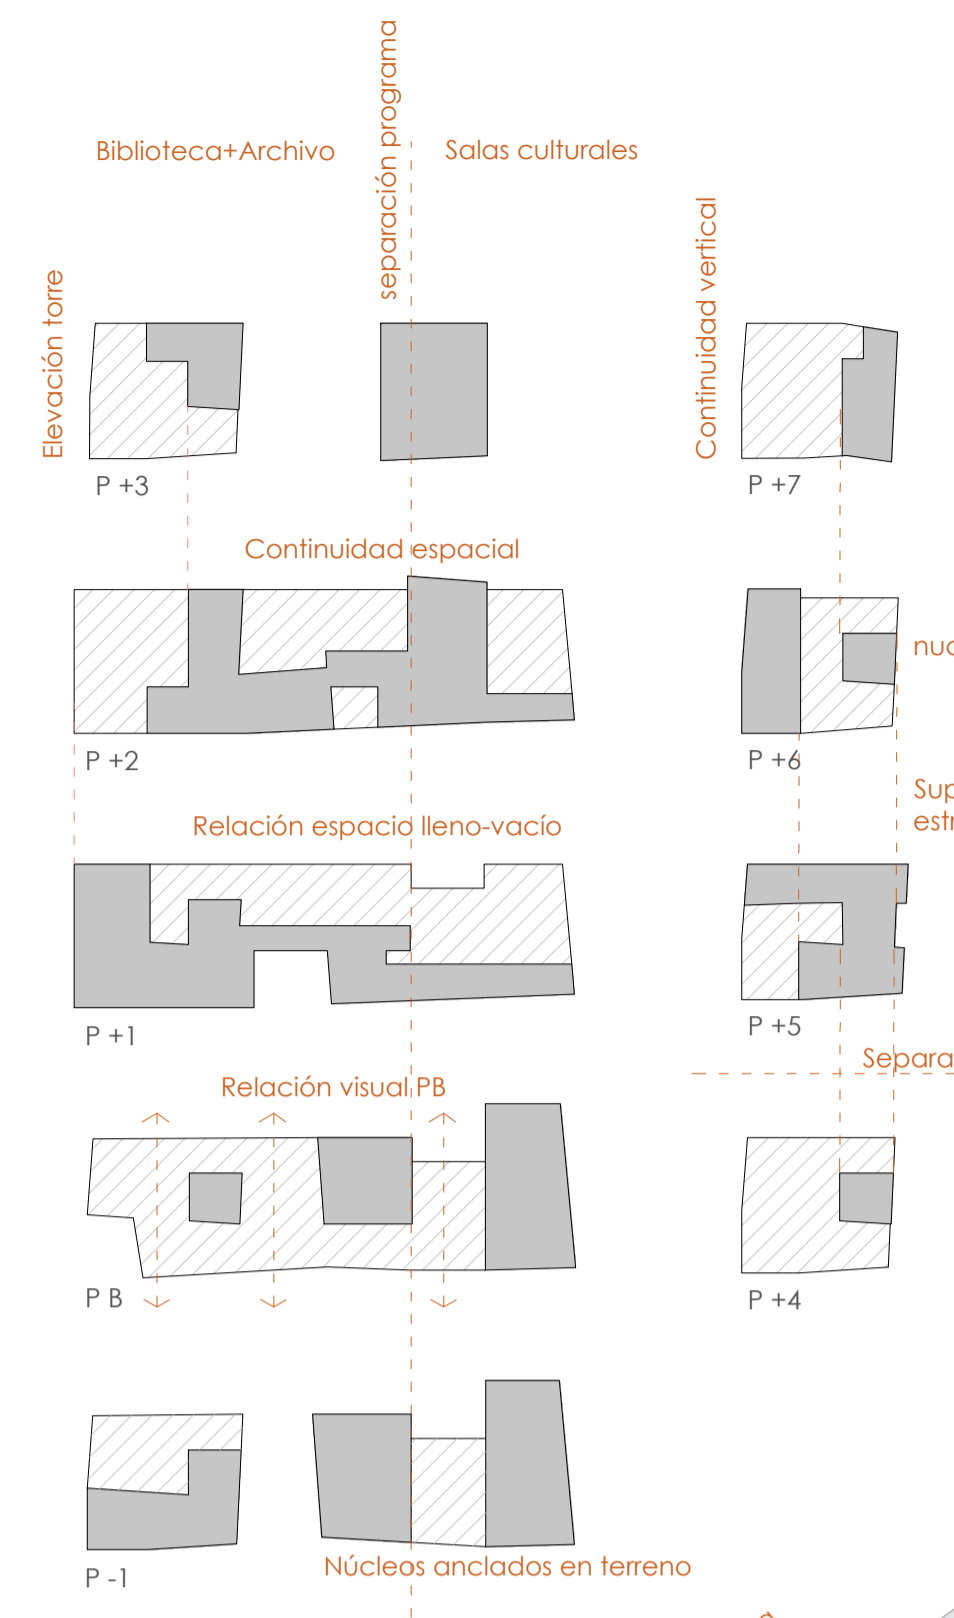 separación programa
Biblioteca+Archivo
Salas culturales
Elevación torre
Continuidad vertical
P +3
P +7
Continuidad espacial
P +2
P +6
Relación espacio lleno-vacío
P +1
P +5
Relación visual PB
P B
P +4
P -1
Núcleos anclados en terreno